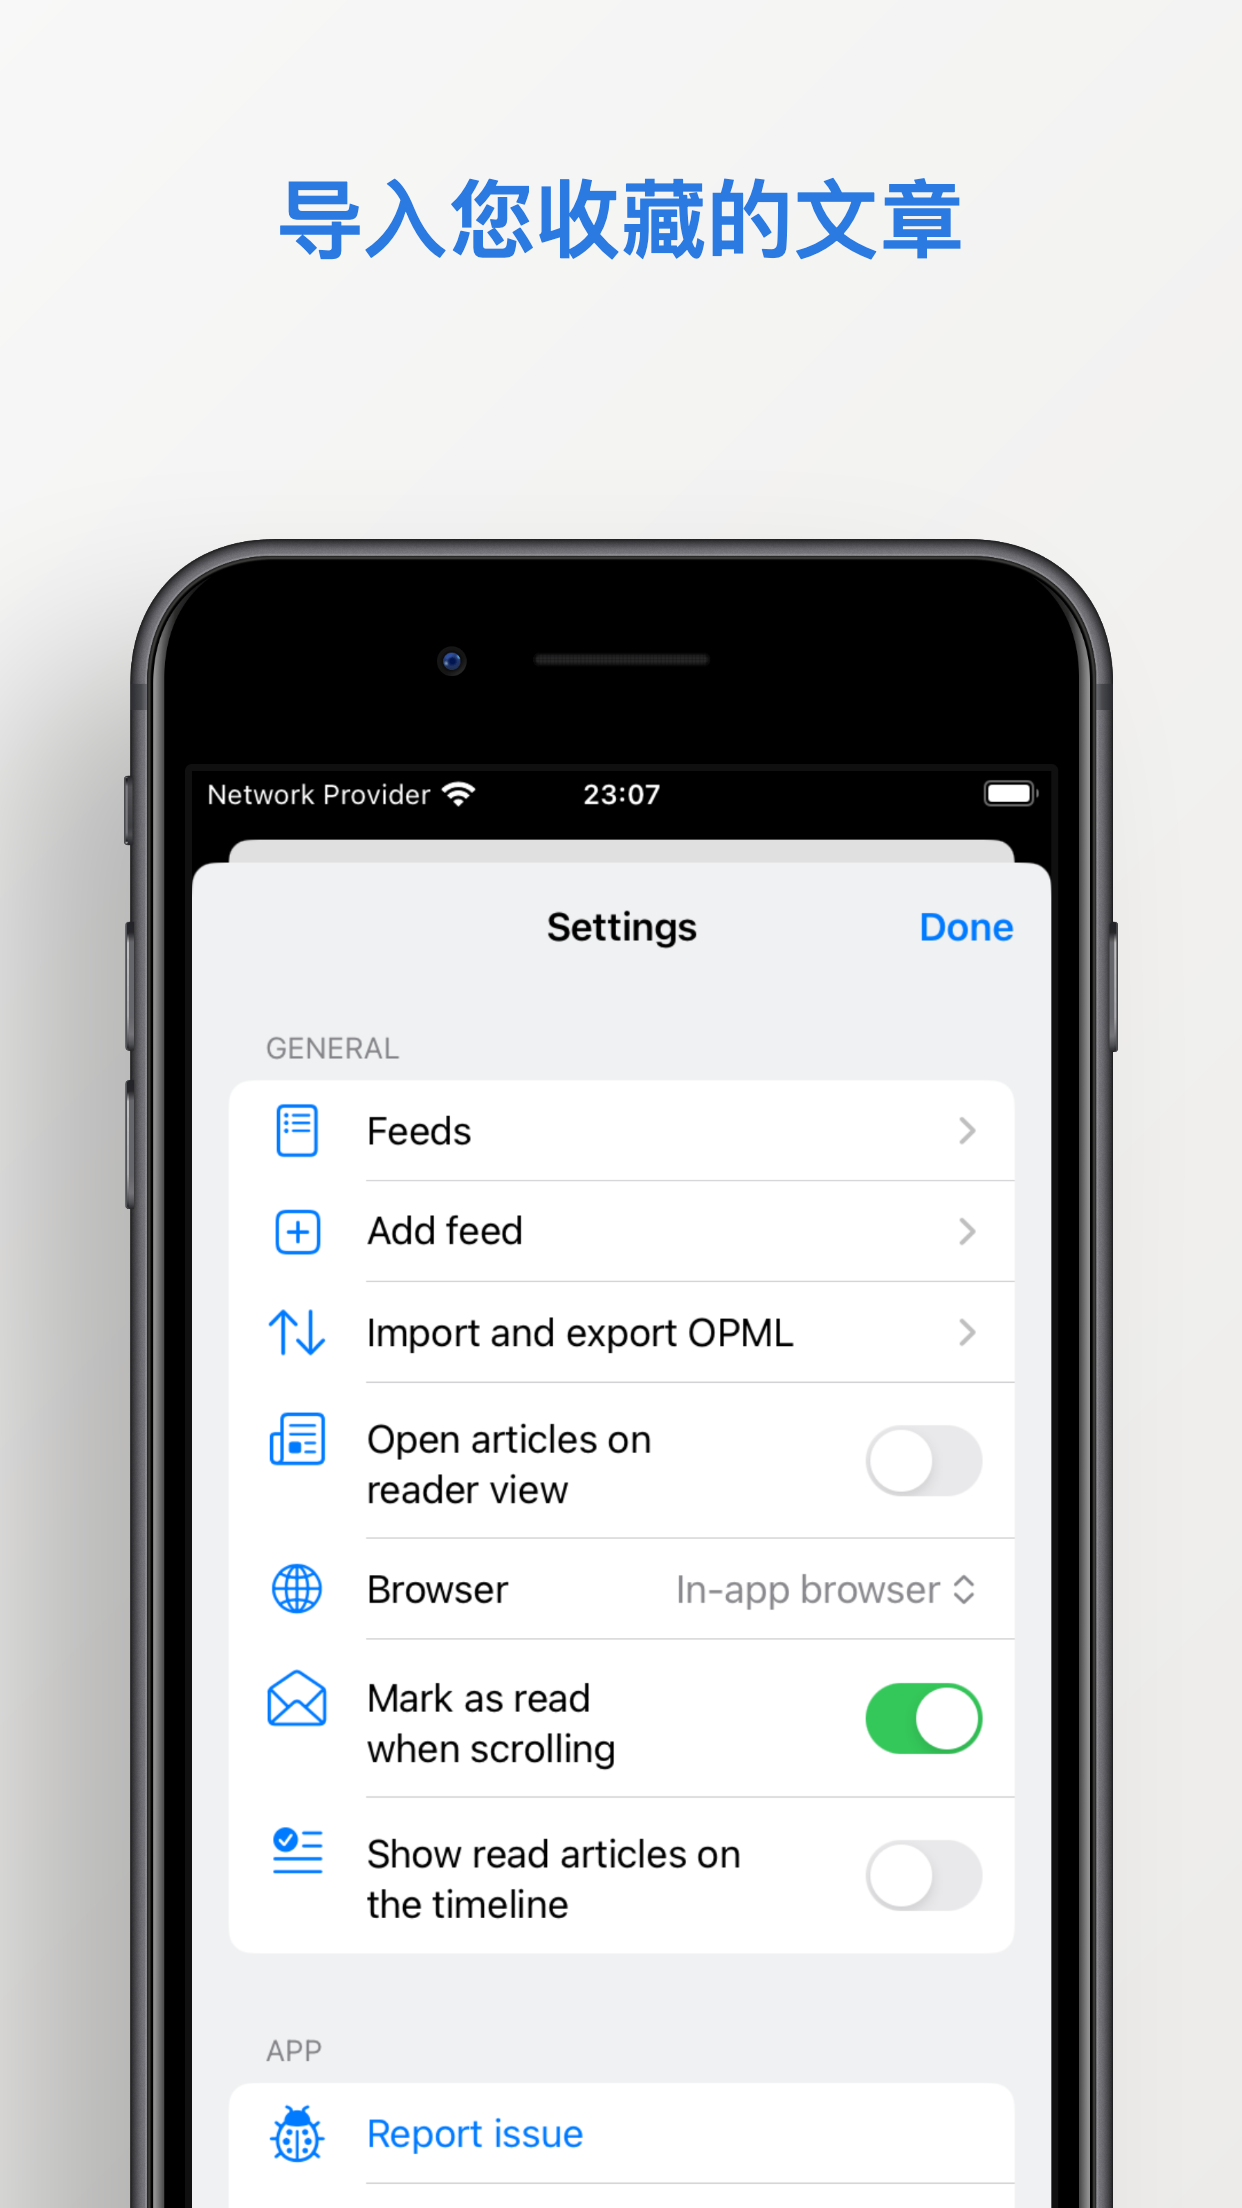 导入您收藏的文章
Network Provider 23:07
Settings Done
GENERAL
Feeds
Add feed
Import and export OPML
Open articles on
reader view
Browser In-app browser
Mark as read
when scrolling
Show read articles on
the timeline
APP
Report issue